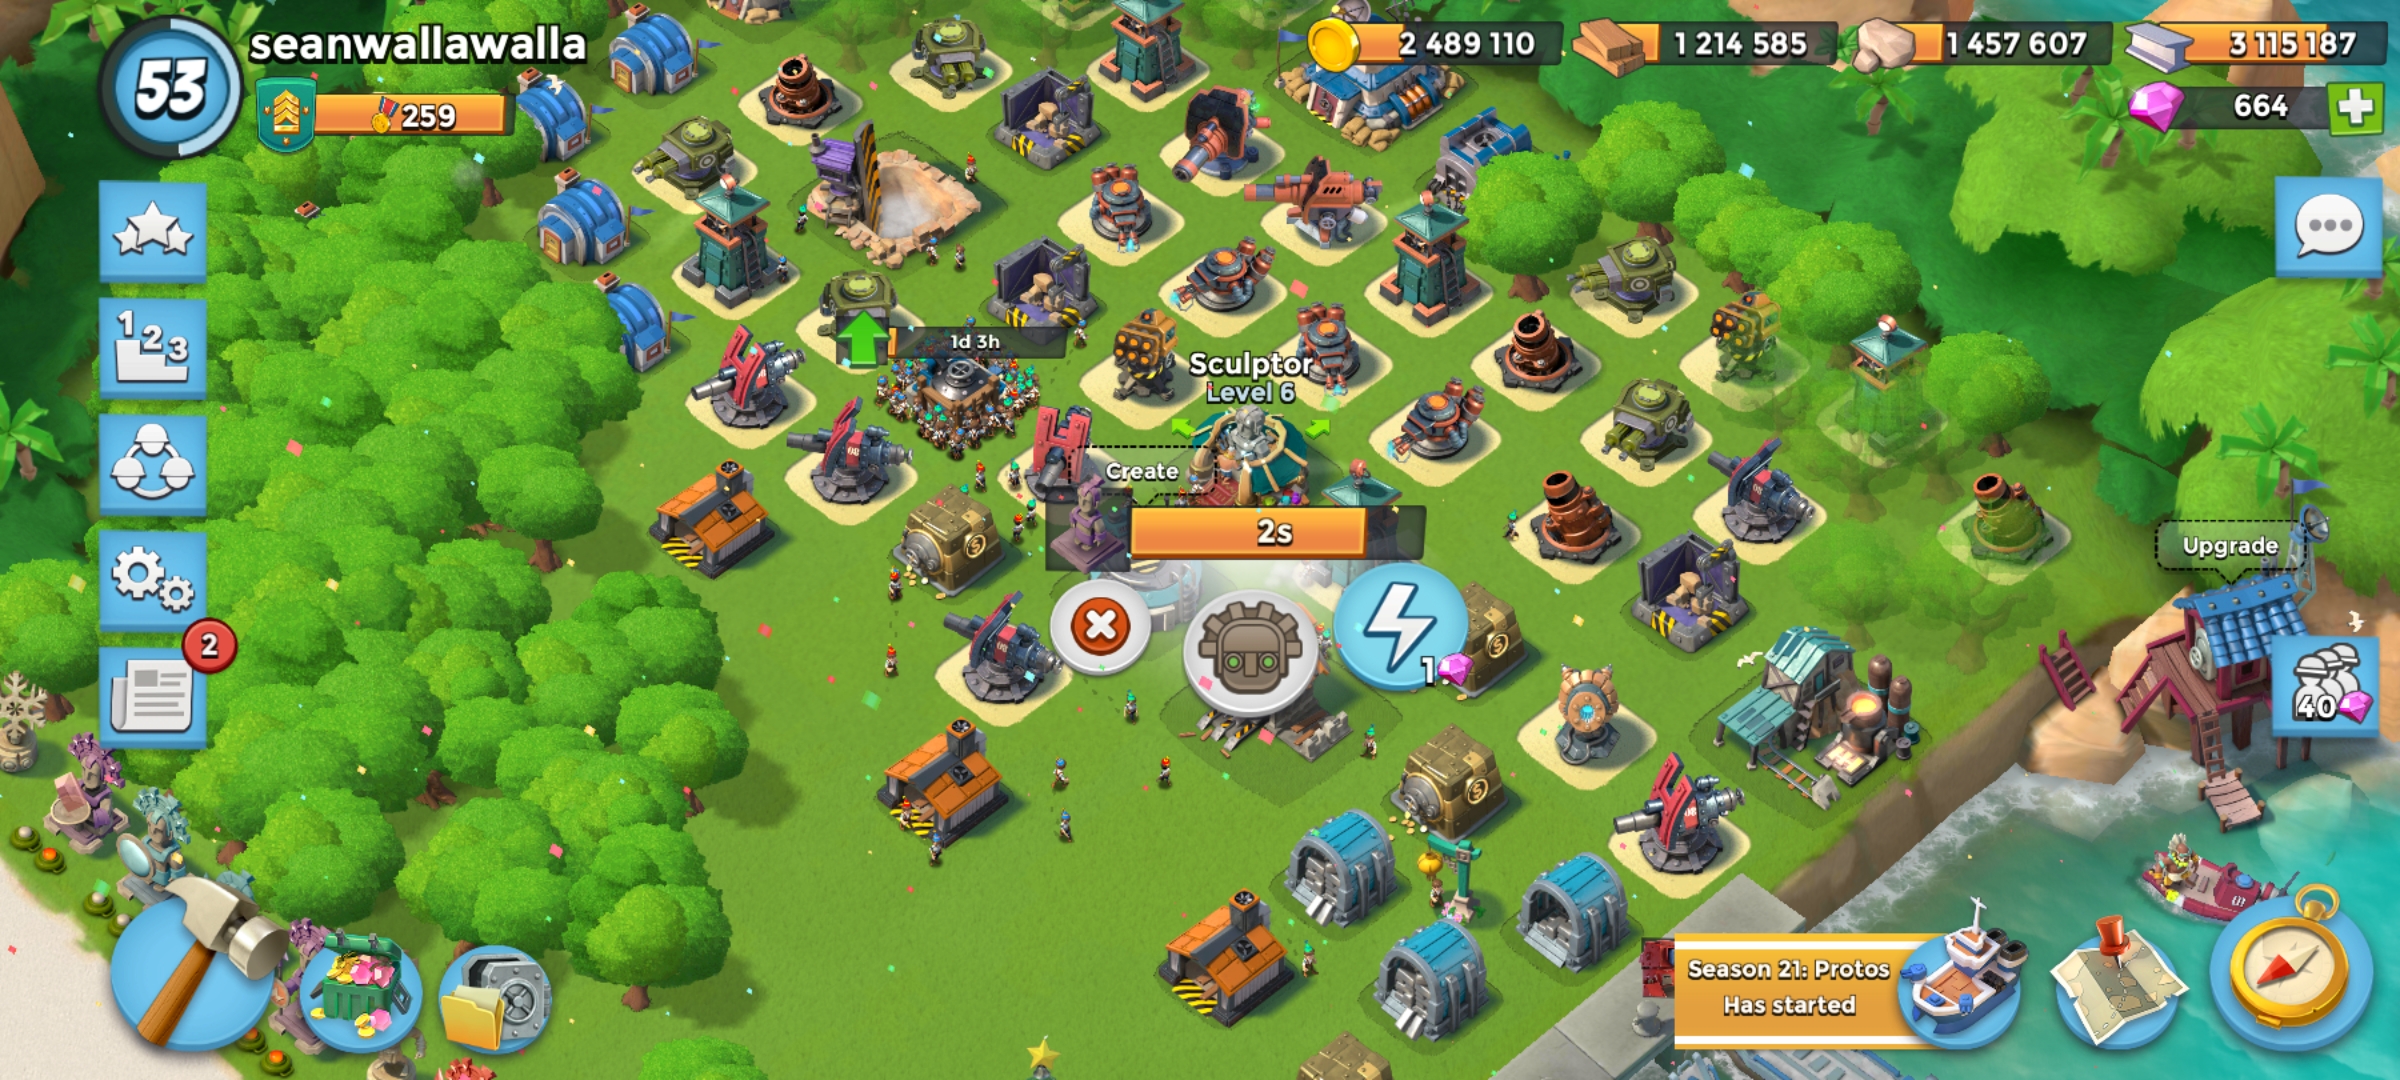 53
seanwallawalla
259
2 489 110
1 214 585
1 457 607
3 115 187
664
123
1d 3h
Sculptor
Level 6
Create
2s
Upgrade
2
1
40
Season 21: Protos
Has started